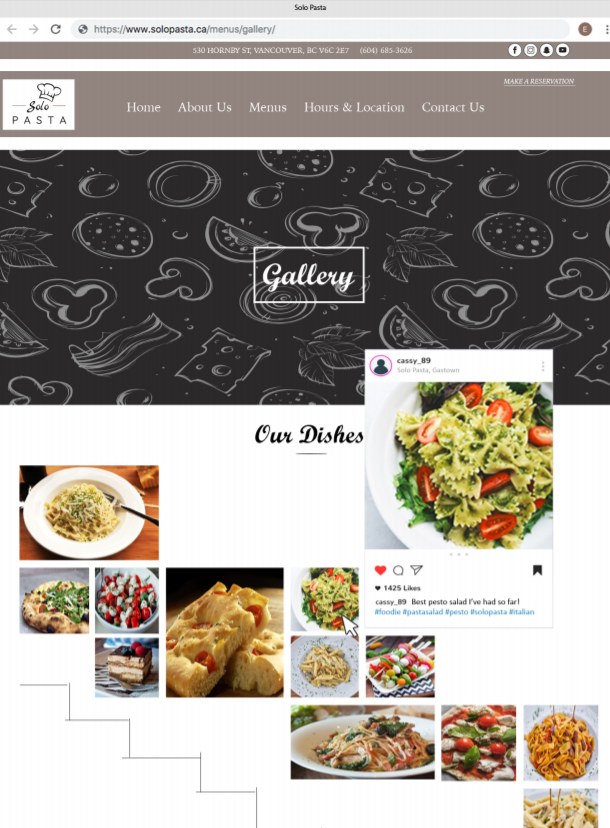 Solo Pasta
https://www.solopasta.ca/menus/gallery/
E
530 HORNBY ST, VANCOUVER, BC V6C 2E7 (604) 685-3626
MAKE A RESERVATION
Solo
PASTA
Home About Us Menus Hours & Location Contact Us
Gallery
cassy_89
Solo Pasta, Gastown
Our Dishes
1425 Likes
cassy_89 Best pesto salad I've had so far!
#foodie #pastasalad #pesto #solopasta #italian